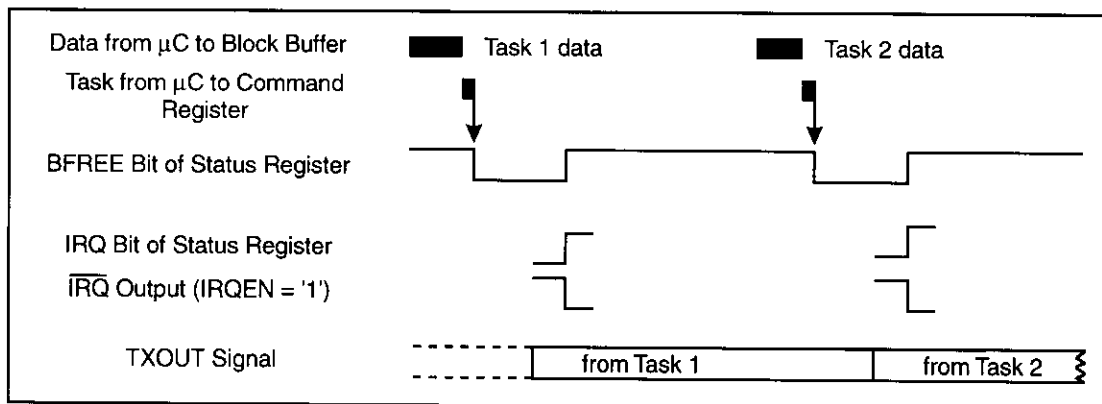 Data from μC to Block Buffer
Task 1 data
Task 2 data
Task from μC to Command
Register
BFREE Bit of Status Register
IRQ Bit of Status Register
IRQ Output (IRQEN = '1')
TXOUT Signal
from Task 1
from Task 2